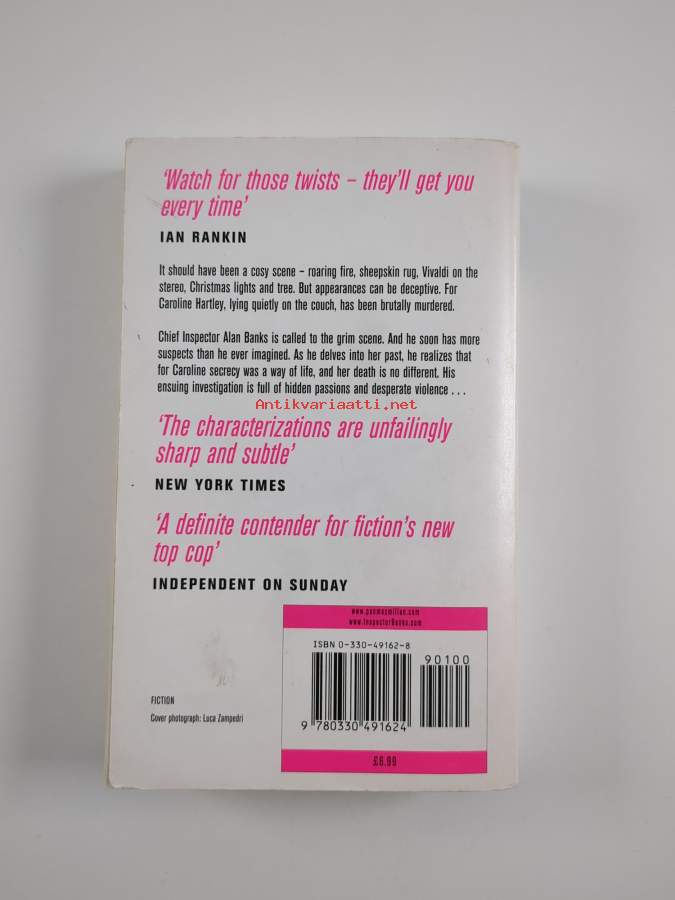 ‘Watch for those twists – they’ll get you
every time’
IAN RANKIN
It should have been a cosy scene – roaring fire, sheepskin rug, Vivaldi on the
stereo, Christmas lights and tree. But appearances can be deceptive. For
Caroline Hartley, lying quietly on the couch, has been brutally murdered.
Chief Inspector Alan Banks is called to the grim scene. And he soon has more
suspects than he ever imagined. As he delves into her past, he realizes that
for Caroline secrecy was a way of life, and her death is no different. His
ensuing investigation is full of hidden passions and desperate violence . . .
Antikvariaatti.net
‘The characterizations are unfailingly
sharp and subtle’
NEW YORK TIMES
‘A definite contender for fiction’s new
top cop’
INDEPENDENT ON SUNDAY
www.panmacmillan.com
www.InspectorBanks.com
ISBN 0-330-49162-8
90100
9 780330 491624
FICTION
Cover photograph: Luca Zampedri
£6.99